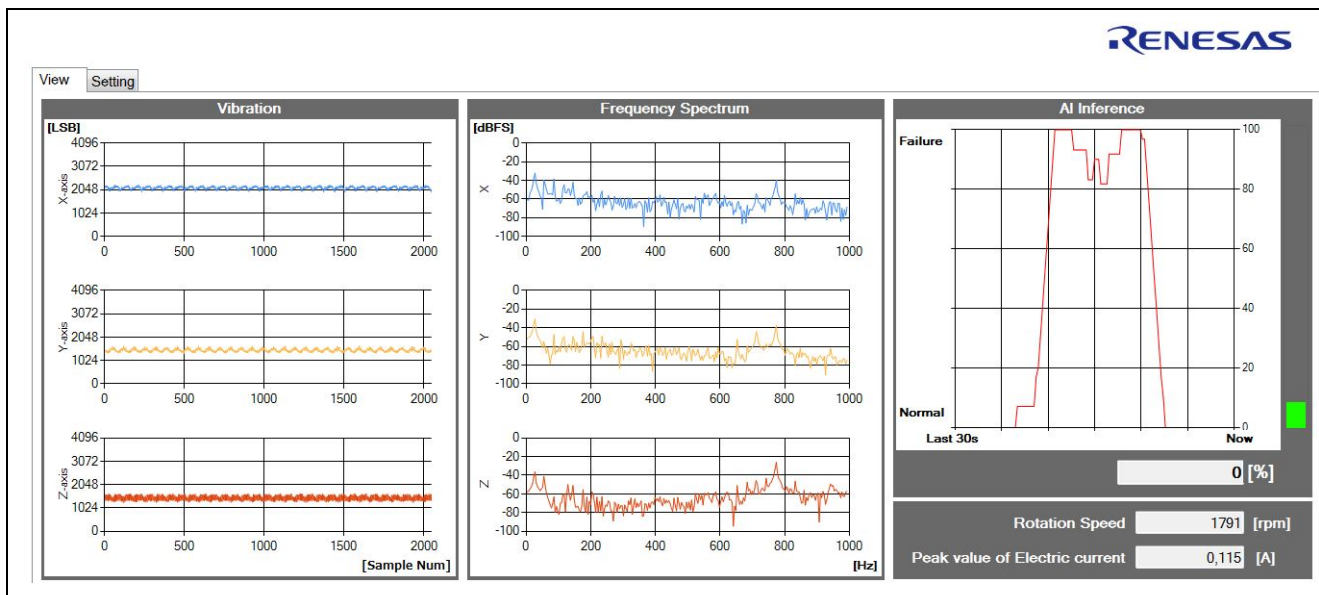 RENESAS
View
Setting
Vibration
[LSB]
4096
3072
2048
1024
0
X-axis
0 500 1000 1500 2000
4096
3072
2048
1024
0
Y-axis
0 500 1000 1500 2000
4096
3072
2048
1024
0
Z-axis
0 500 1000 1500 2000
[Sample Num]
Frequency Spectrum
[dBFS]
0
-20
-40
-60
-80
-100
X
0 200 400 600 800 1000
0
-20
-40
-60
-80
-100
Y
0 200 400 600 800 1000
0
-20
-40
-60
-80
-100
Z
0 200 400 600 800 1000
[Hz]
AI Inference
Failure
Normal
100
80
60
40
20
0
Last 30s
Now
0 [%]
Rotation Speed 1791 [rpm]
Peak value of Electric current 0,115 [A]